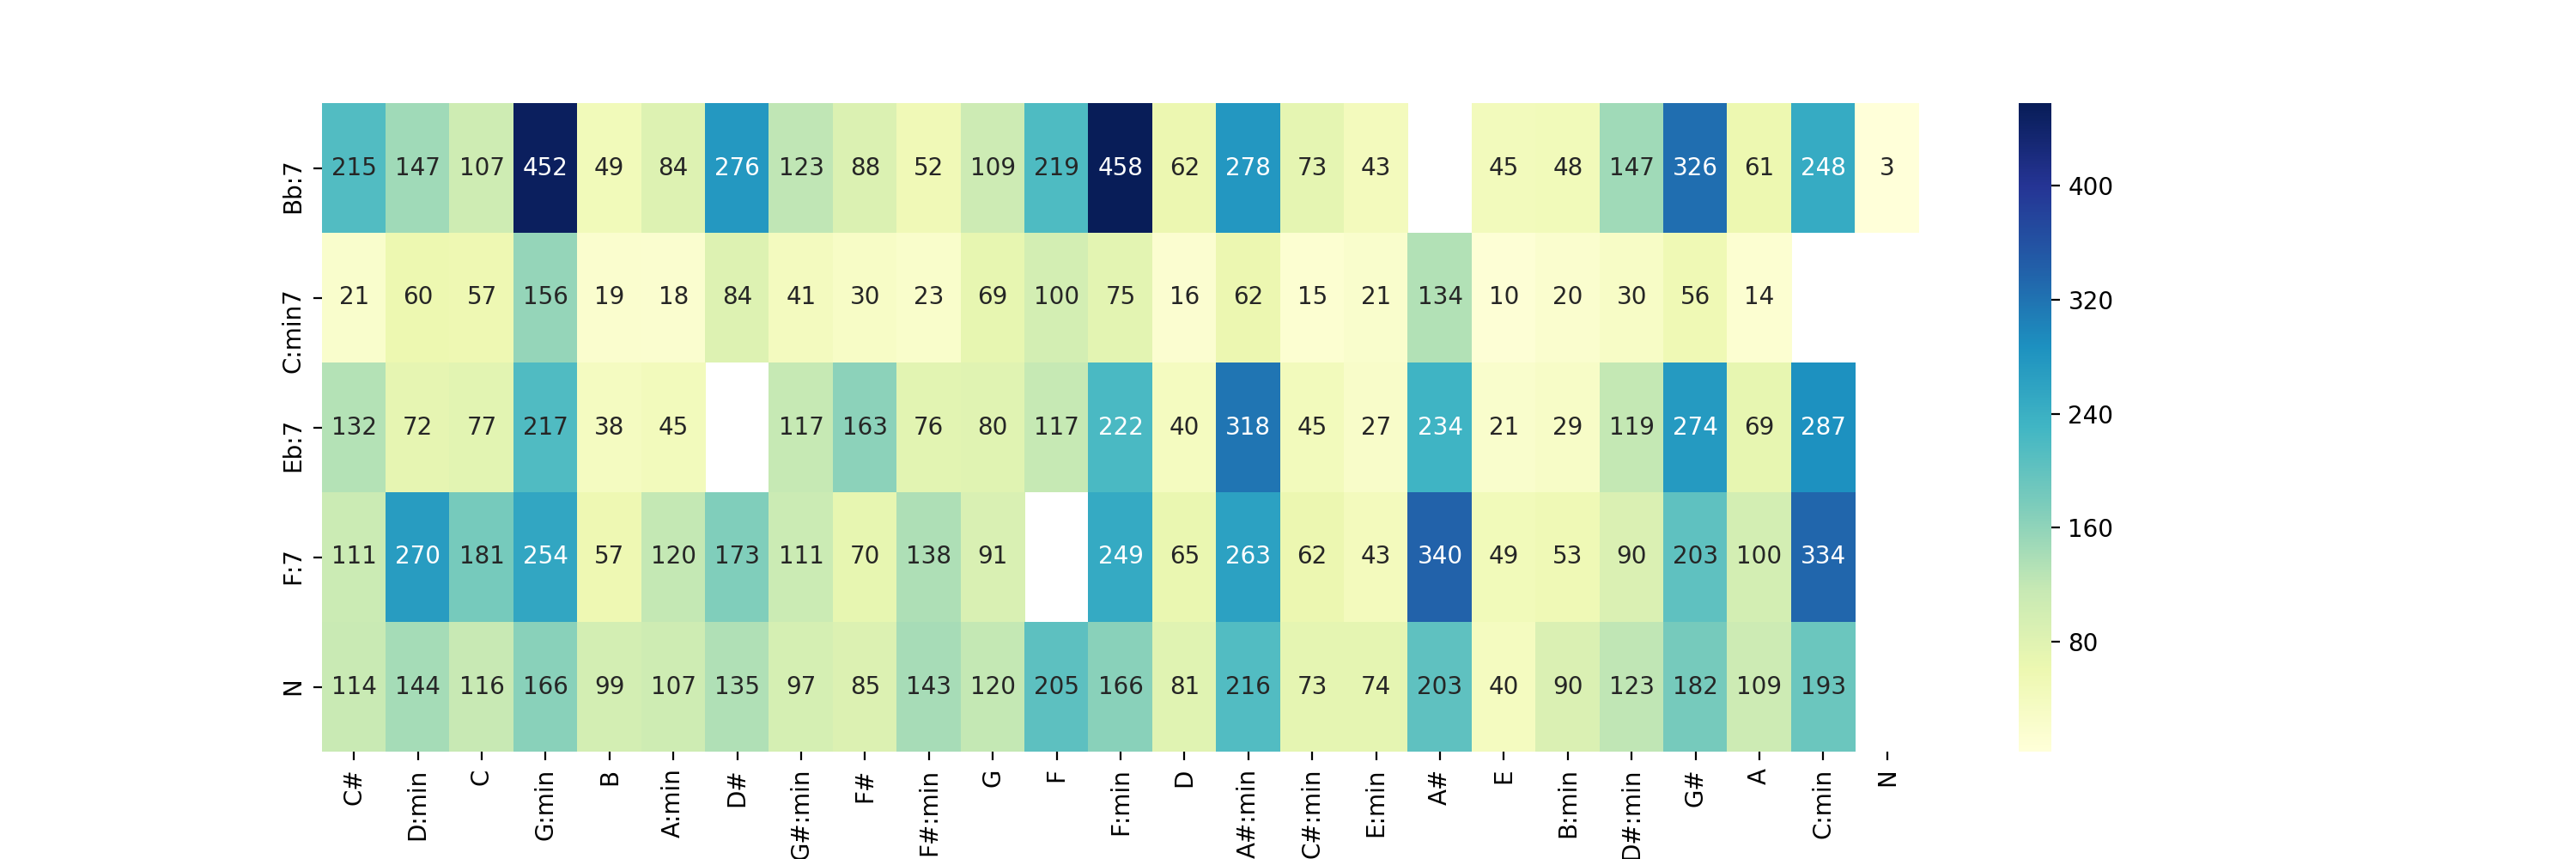 Bb:7 215 147 107 452 49 84 276 123 88 52 109 219 458 62 278 73 43 45 48 147 326 61 248 3
C:min7 21 60 57 156 19 18 84 41 30 23 69 100 75 16 62 15 21 134 10 20 30 56 14
Eb:7 132 72 77 217 38 45 117 163 76 80 117 222 40 318 45 27 234 21 29 119 274 69 287
F:7 111 270 181 254 57 120 173 111 70 138 91 249 65 263 62 43 340 49 53 90 203 100 334
N 114 144 116 166 99 107 135 97 85 143 120 205 166 81 216 73 74 203 40 90 123 182 109 193
C# D:min C G:min B A:min D# G#:min F# F#:min G F F:min D A#:min C#:min E:min A# E B:min D#:min G# A C:min N
400
320
240
160
80